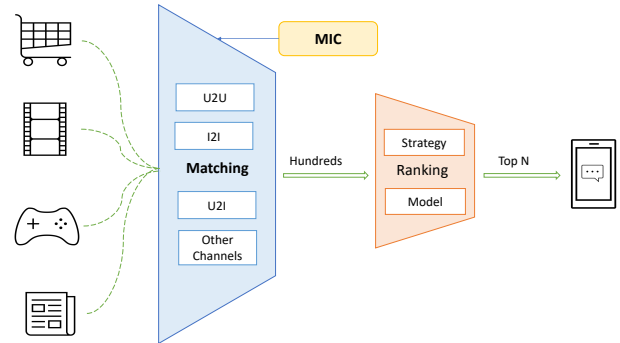 MIC
U2U
I2I
Matching
U2I
Other
Channels
Hundreds
Strategy
Ranking
Model
Top N